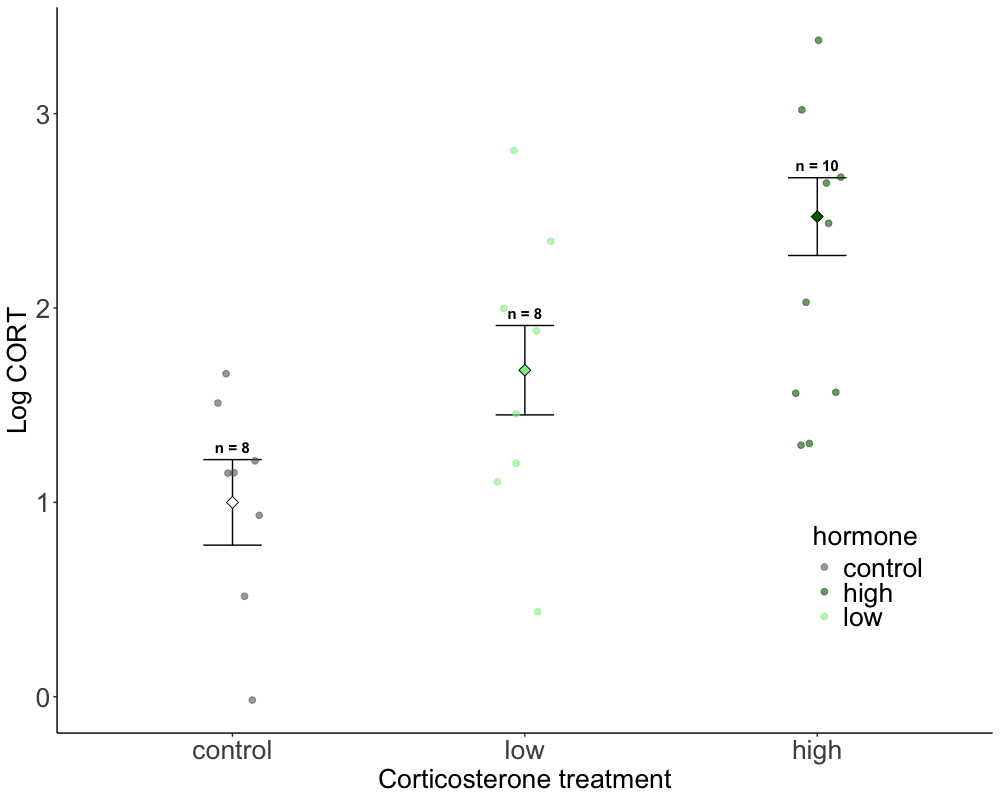 3
n = 10
2
n = 8
n = 8
1
0
Log CORT
hormone
control
high
low
control low high
Corticosterone treatment